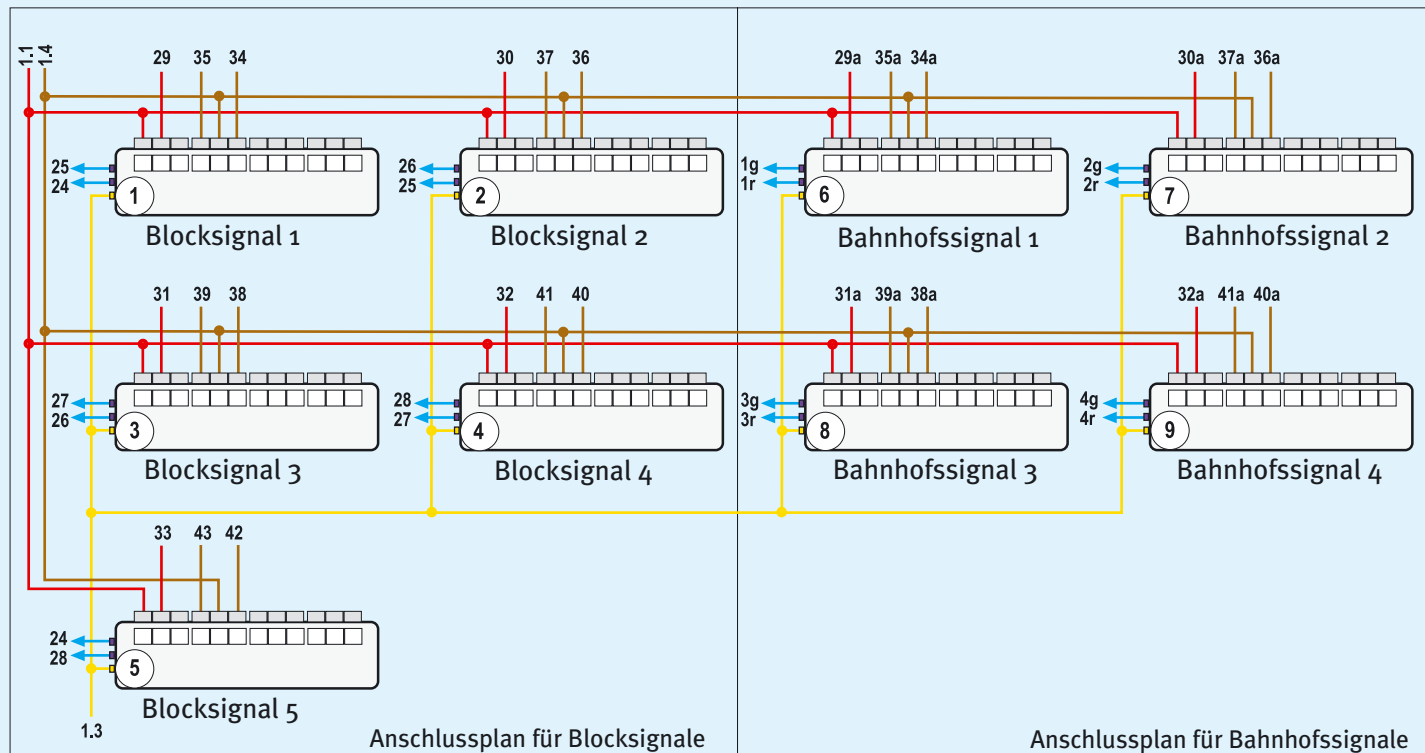 1.1 1.4
29 35 34 30 37 36 29a 35a 34a 30a 37a 36a
25 26 1g 2g
24 25 1r 2r
1 2 6 7
Blocksignal 1 Blocksignal 2 Bahnhofssignal 1 Bahnhofssignal 2
31 39 38 32 41 40 31a 39a 38a 32a 41a 40a
27 28 3g 4g
26 27 3r 4r
3 4 8 9
Blocksignal 3 Blocksignal 4 Bahnhofssignal 3 Bahnhofssignal 4
33 43 42
24
28
5
Blocksignal 5
1.3
Anschlussplan für Blocksignale Anschlussplan für Bahnhofssignale